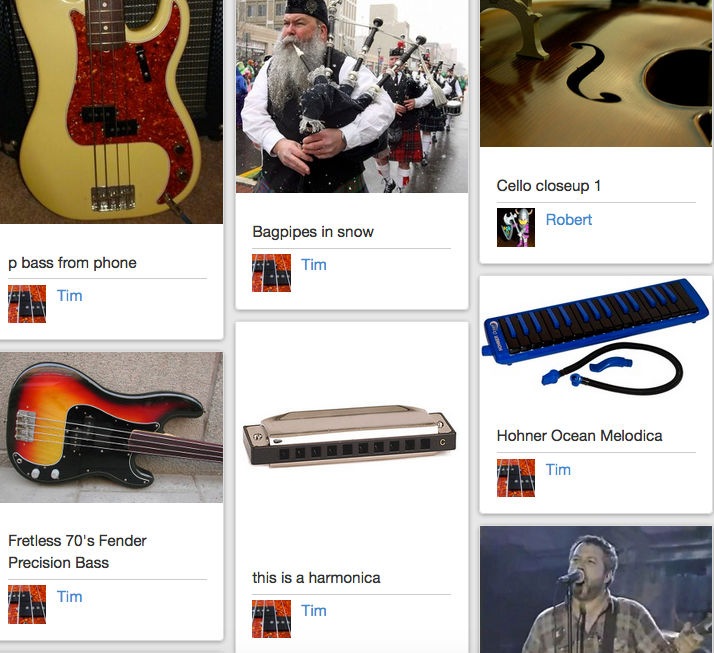 p bass from phone
Tim
Fretless 70's Fender
Precision Bass
Tim
Bagpipes in snow
Tim
C
this is a harmonica
Tim
Cello closeup 1
Robert
HOHNER
Hohner Ocean Melodica
Tim